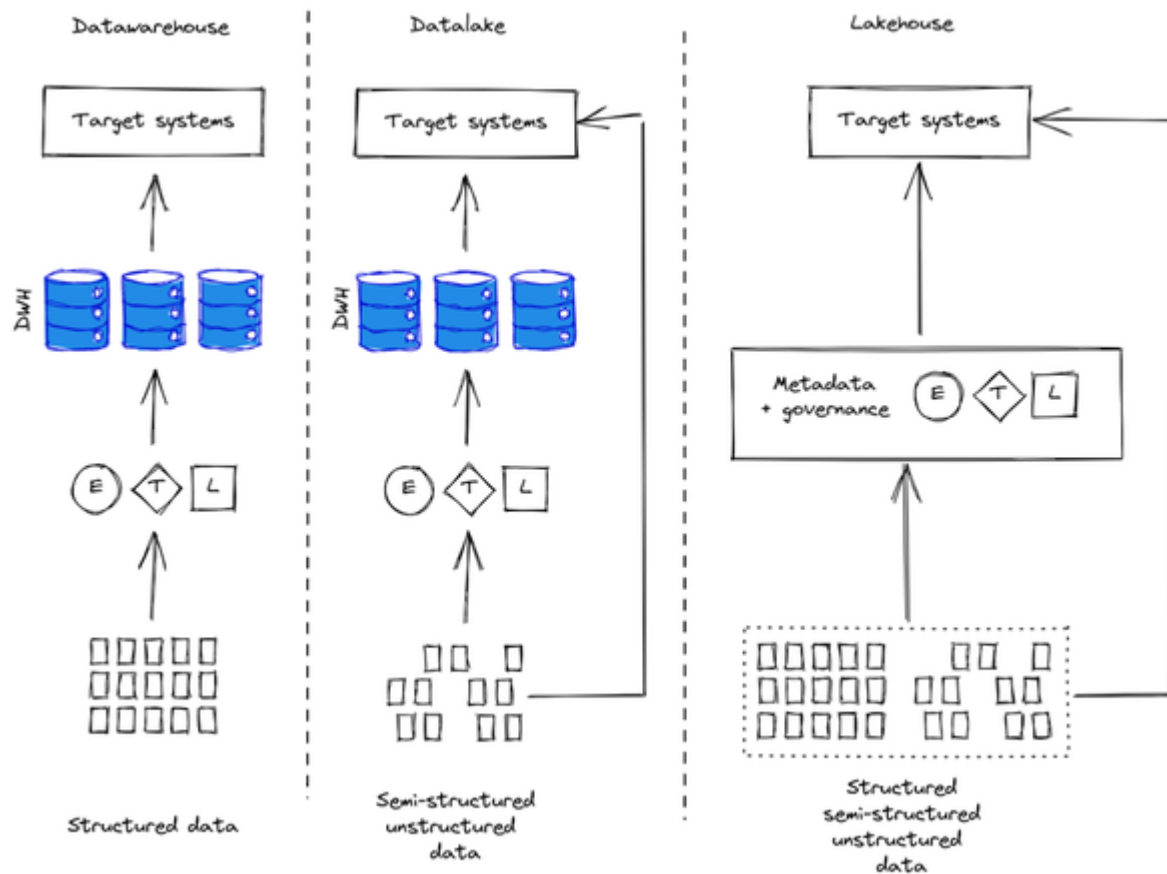 Datawarehouse
Target systems
DWH
E T L
Structured data
Datalake
Target systems
DWH
E T L
Semi-structured
unstructured
data
Lakehouse
Target systems
Metadata
+ governance
E T L
Structured
semi-structured
unstructured
data